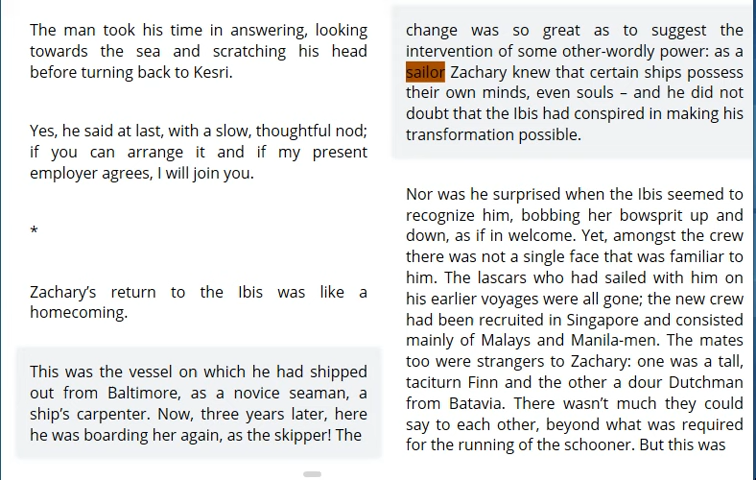 The man took his time in answering, looking
towards the sea and scratching his head
before turning back to Kesri.
Yes, he said at last, with a slow, thoughtful nod;
if you can arrange it and if my present
employer agrees, I will join you.
*
Zachary’s return to the Ibis was like a
homecoming.
This was the vessel on which he had shipped
out from Baltimore, as a novice seaman, a
ship’s carpenter. Now, three years later, here
he was boarding her again, as the skipper! The
change was so great as to suggest the
intervention of some other-wordly power: as a
sailor Zachary knew that certain ships possess
their own minds, even souls – and he did not
doubt that the Ibis had conspired in making his
transformation possible.
Nor was he surprised when the Ibis seemed to
recognize him, bobbing her bowsprit up and
down, as if in welcome. Yet, amongst the crew
there was not a single face that was familiar to
him. The lascars who had sailed with him on
his earlier voyages were all gone; the new crew
had been recruited in Singapore and consisted
mainly of Malays and Manila-men. The mates
too were strangers to Zachary: one was a tall,
taciturn Finn and the other a dour Dutchman
from Batavia. There wasn’t much they could
say to each other, beyond what was required
for the running of the schooner. But this was